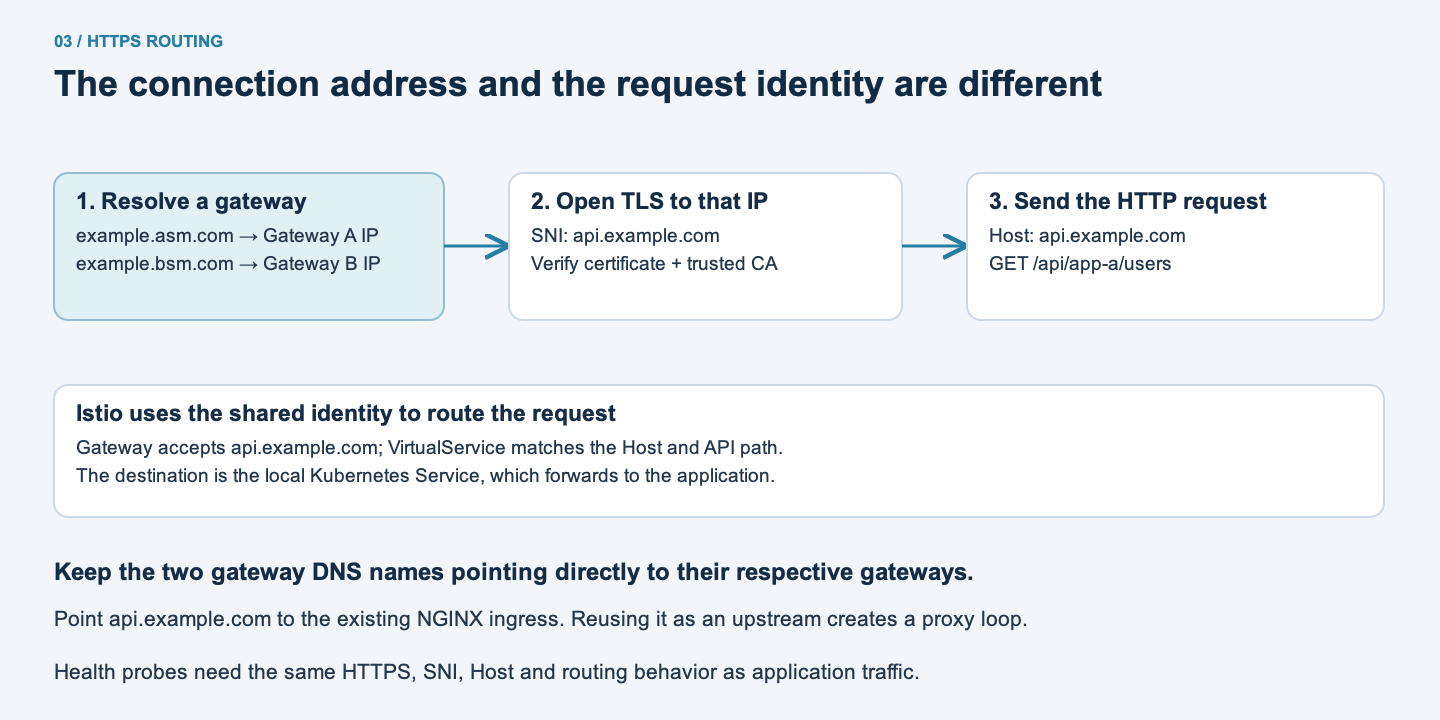 03 / HTTPS ROUTING
The connection address and the request identity are different
1. Resolve a gateway
example.asm.com → Gateway A IP
example.bsm.com → Gateway B IP
2. Open TLS to that IP
SNI: api.example.com
Verify certificate + trusted CA
3. Send the HTTP request
Host: api.example.com
GET /api/app-a/users
Istio uses the shared identity to route the request
Gateway accepts api.example.com; VirtualService matches the Host and API path.
The destination is the local Kubernetes Service, which forwards to the application.
Keep the two gateway DNS names pointing directly to their respective gateways.
Point api.example.com to the existing NGINX ingress. Reusing it as an upstream creates a proxy loop.
Health probes need the same HTTPS, SNI, Host and routing behavior as application traffic.